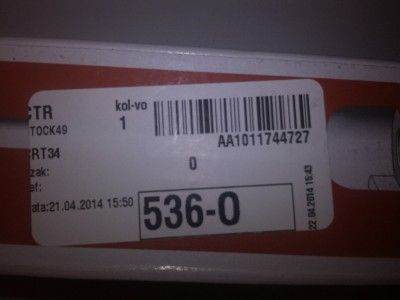 CTR kol-vo
TOCK49 1
AA1011744727
CRT34
0
zak:
ef:
ata:21.04.2014 15:50
536-0
22.04.2014 15:43